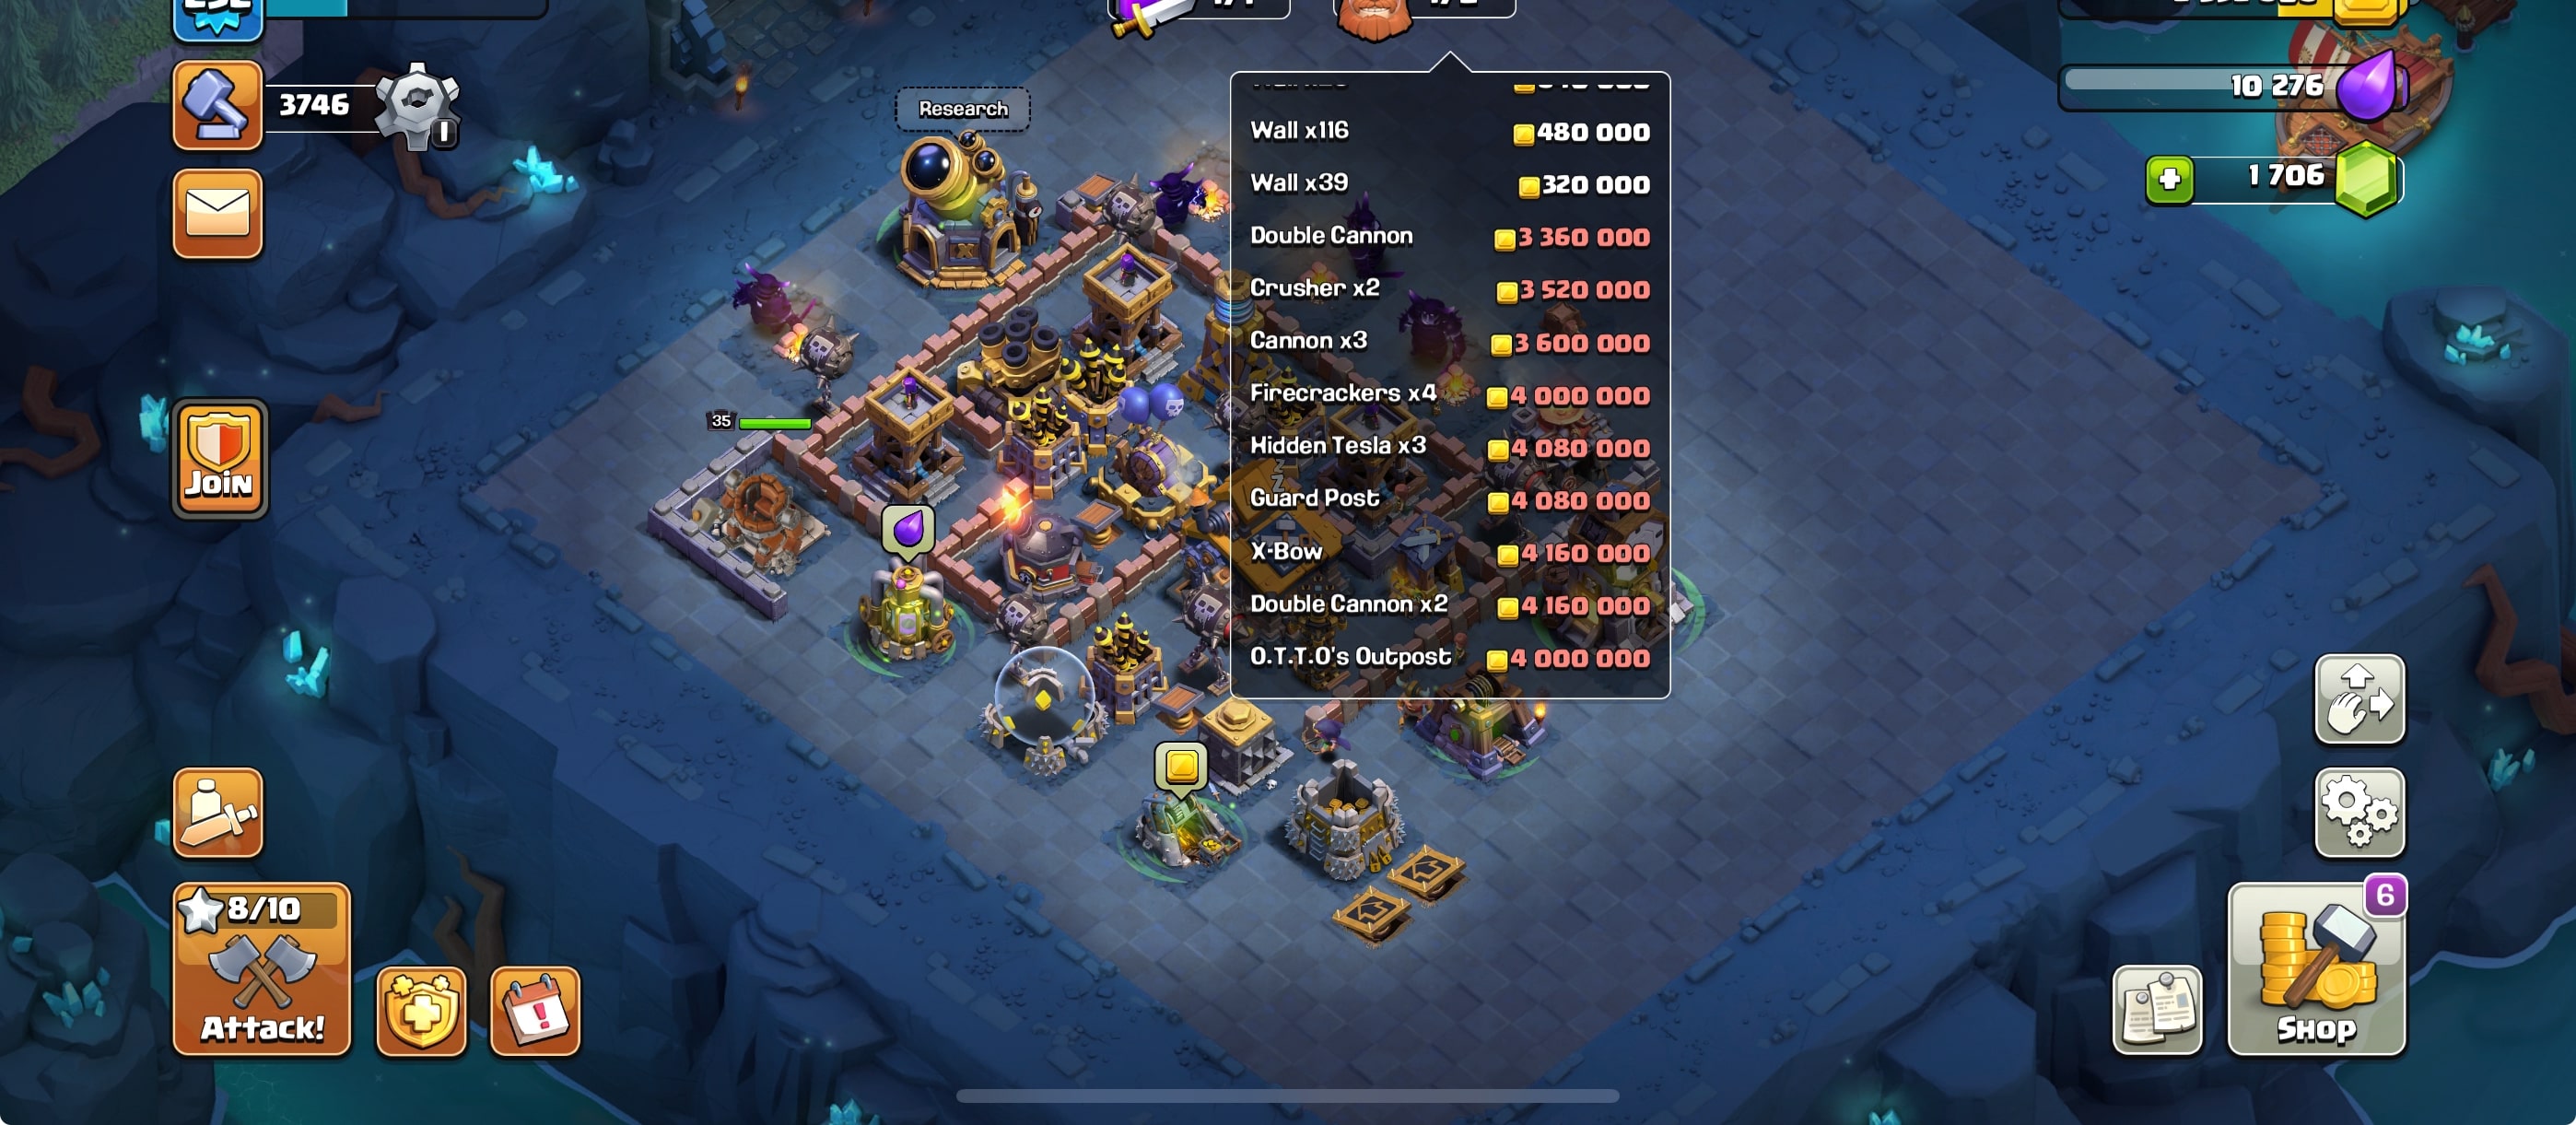 3746
Research
10 276
Wall x116 480 000
1 706
Wall x39 320 000
Double Cannon 3 360 000
Crusher x2 3 520 000
Cannon x3 3 600 000
Firecrackers x4 4 000 000
35
Hidden Tesla x3 4 080 000
Join
Guard Post 4 080 000
X-Bow 4 160 000
Double Cannon x2 4 160 000
O.T.T.O's Outpost 4 000 000
8/10
6
Attack!
Shop